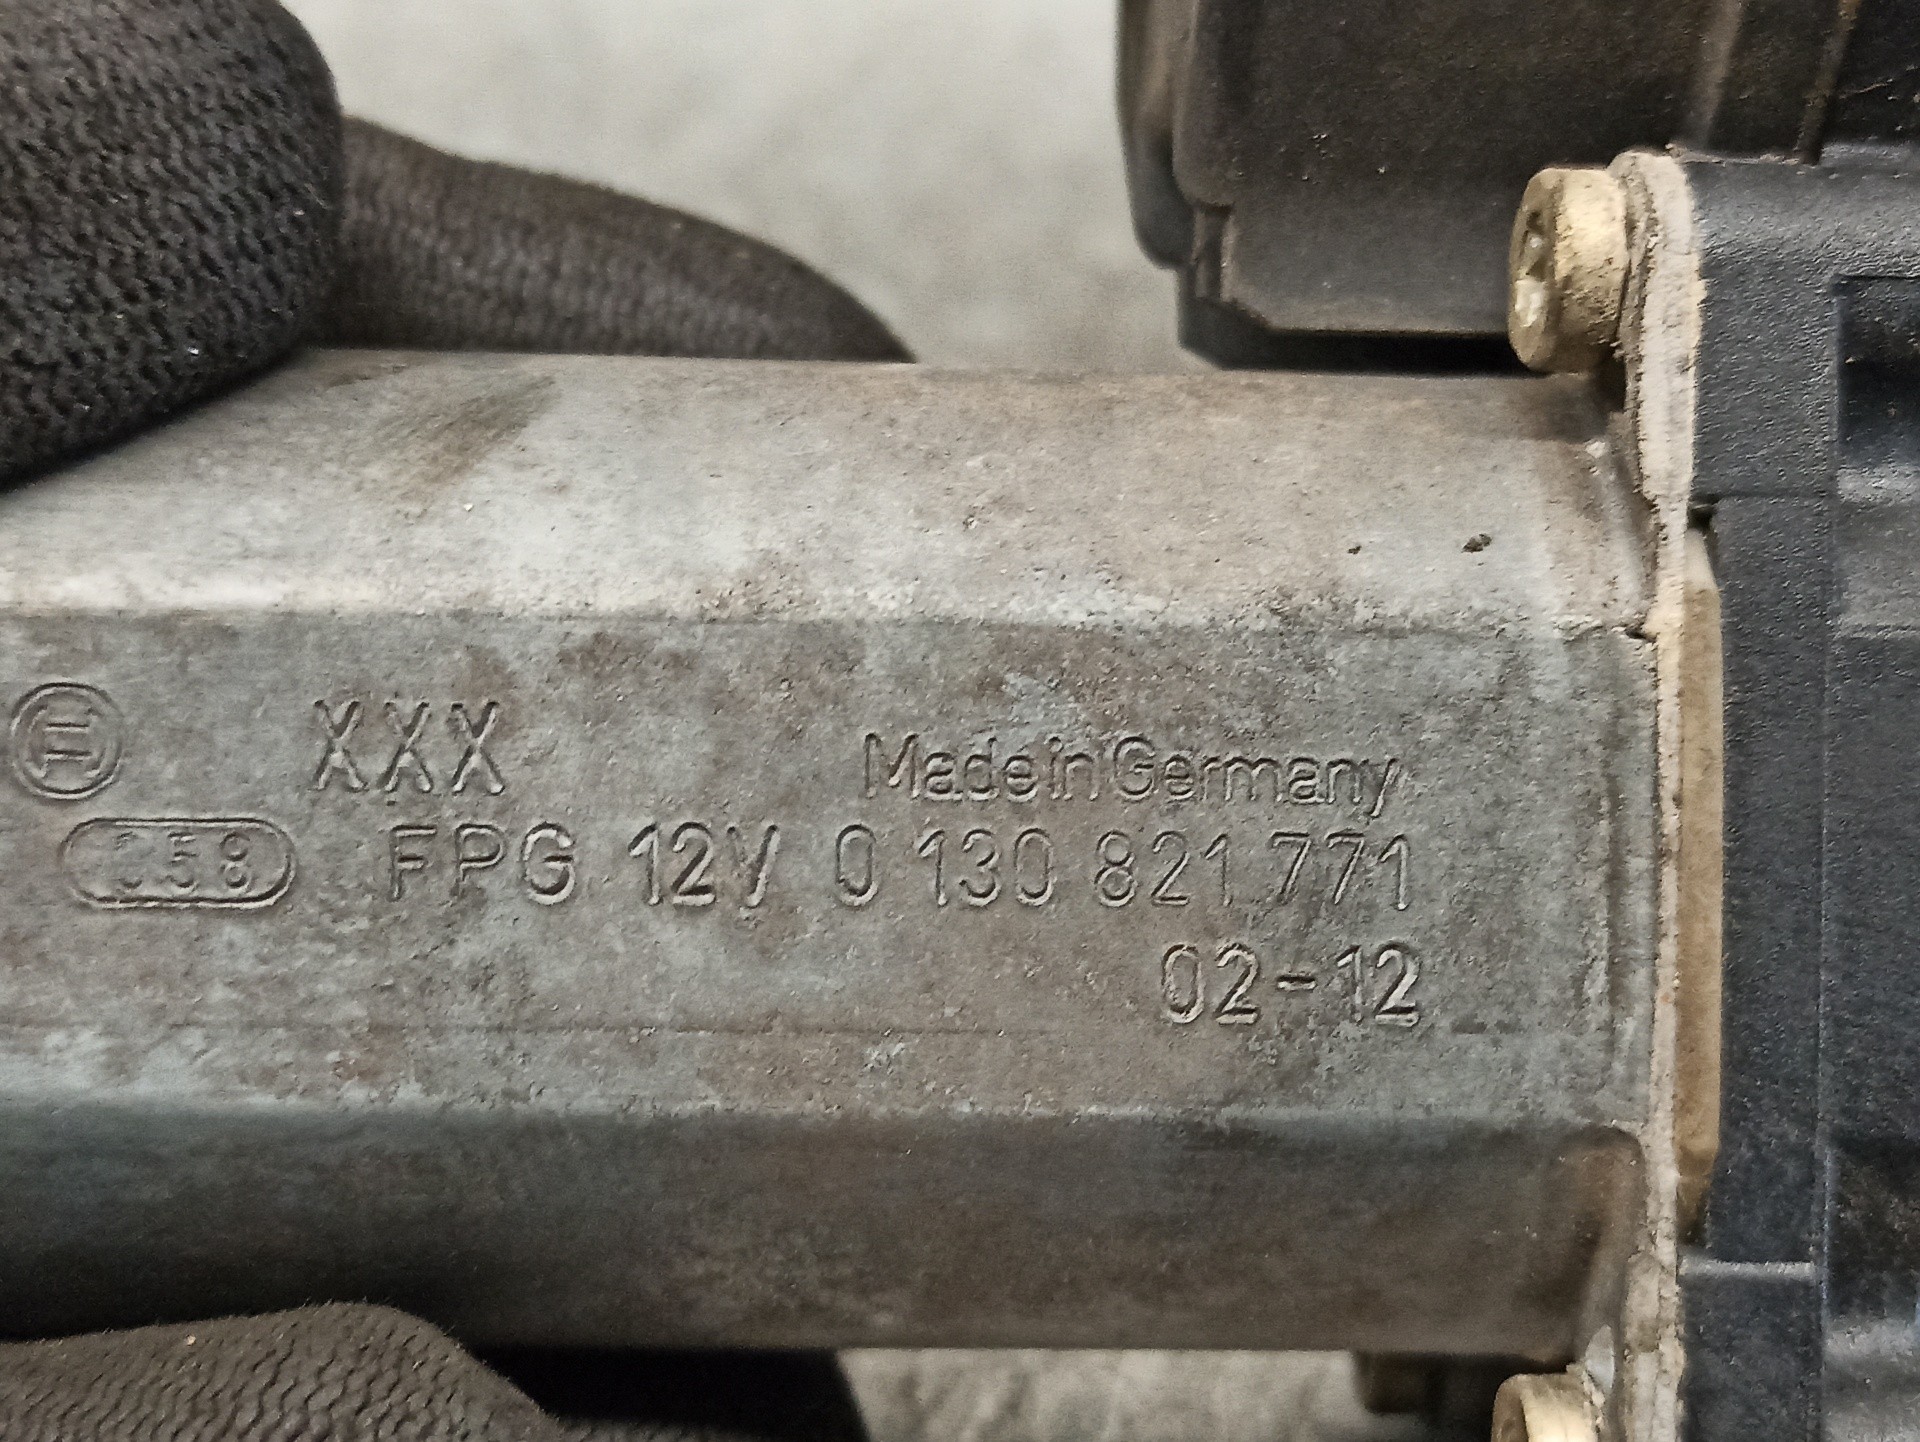 XXX Made in Germany
058 FPG 12V 0 130 821 771
02-12